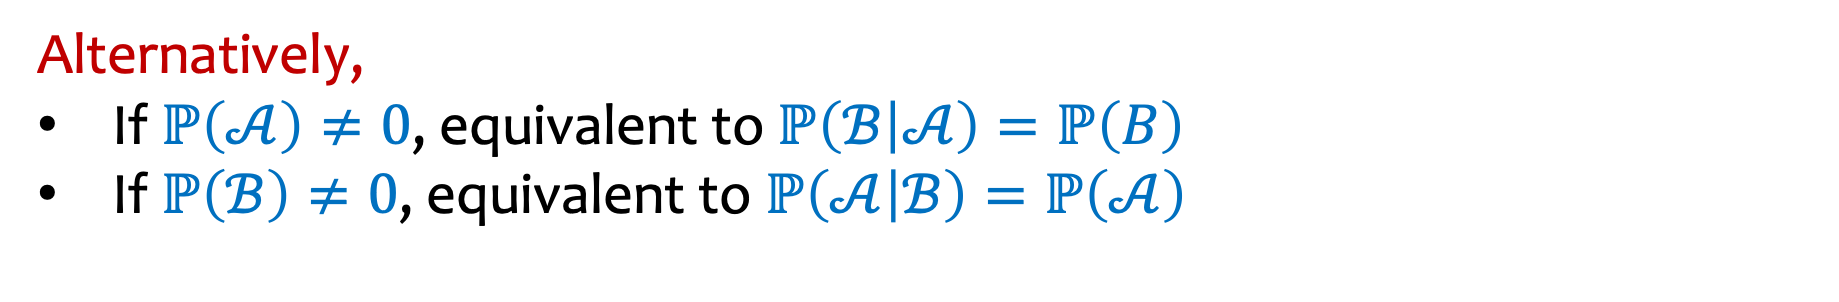 Alternatively,
• If ℙ(𝒜) ≠ 0, equivalent to ℙ(ℬ|𝒜) = ℙ(𝐵)
• If ℙ(ℬ) ≠ 0, equivalent to ℙ(𝒜|ℬ) = ℙ(𝒜)